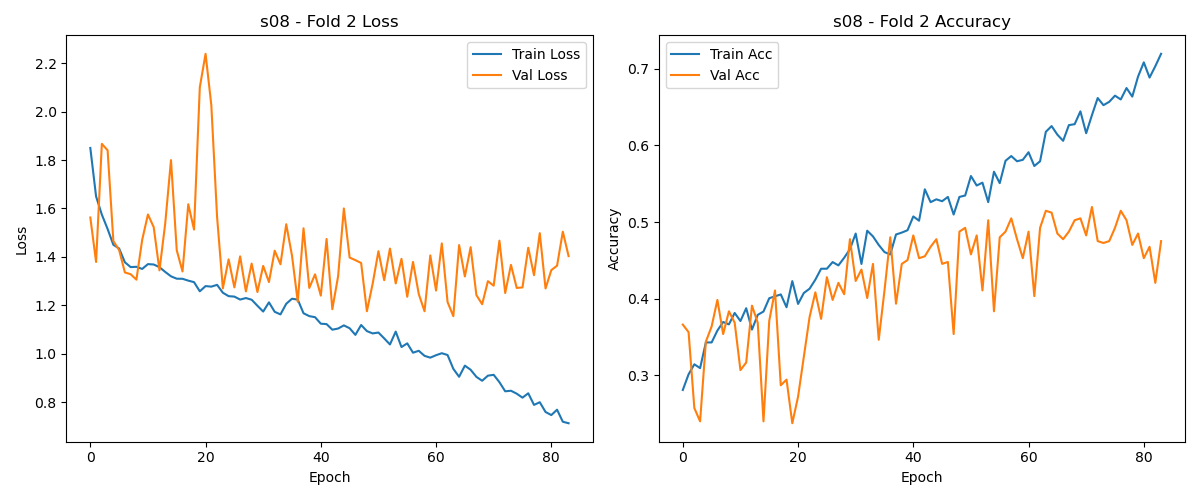 s08 - Fold 2 Loss
Train Loss
Val Loss
Loss
2.2
2.0
1.8
1.6
1.4
1.2
1.0
0.8
0
20
40
60
80
Epoch
s08 - Fold 2 Accuracy
Train Acc
Val Acc
Accuracy
0.7
0.6
0.5
0.4
0.3
0
20
40
60
80
Epoch